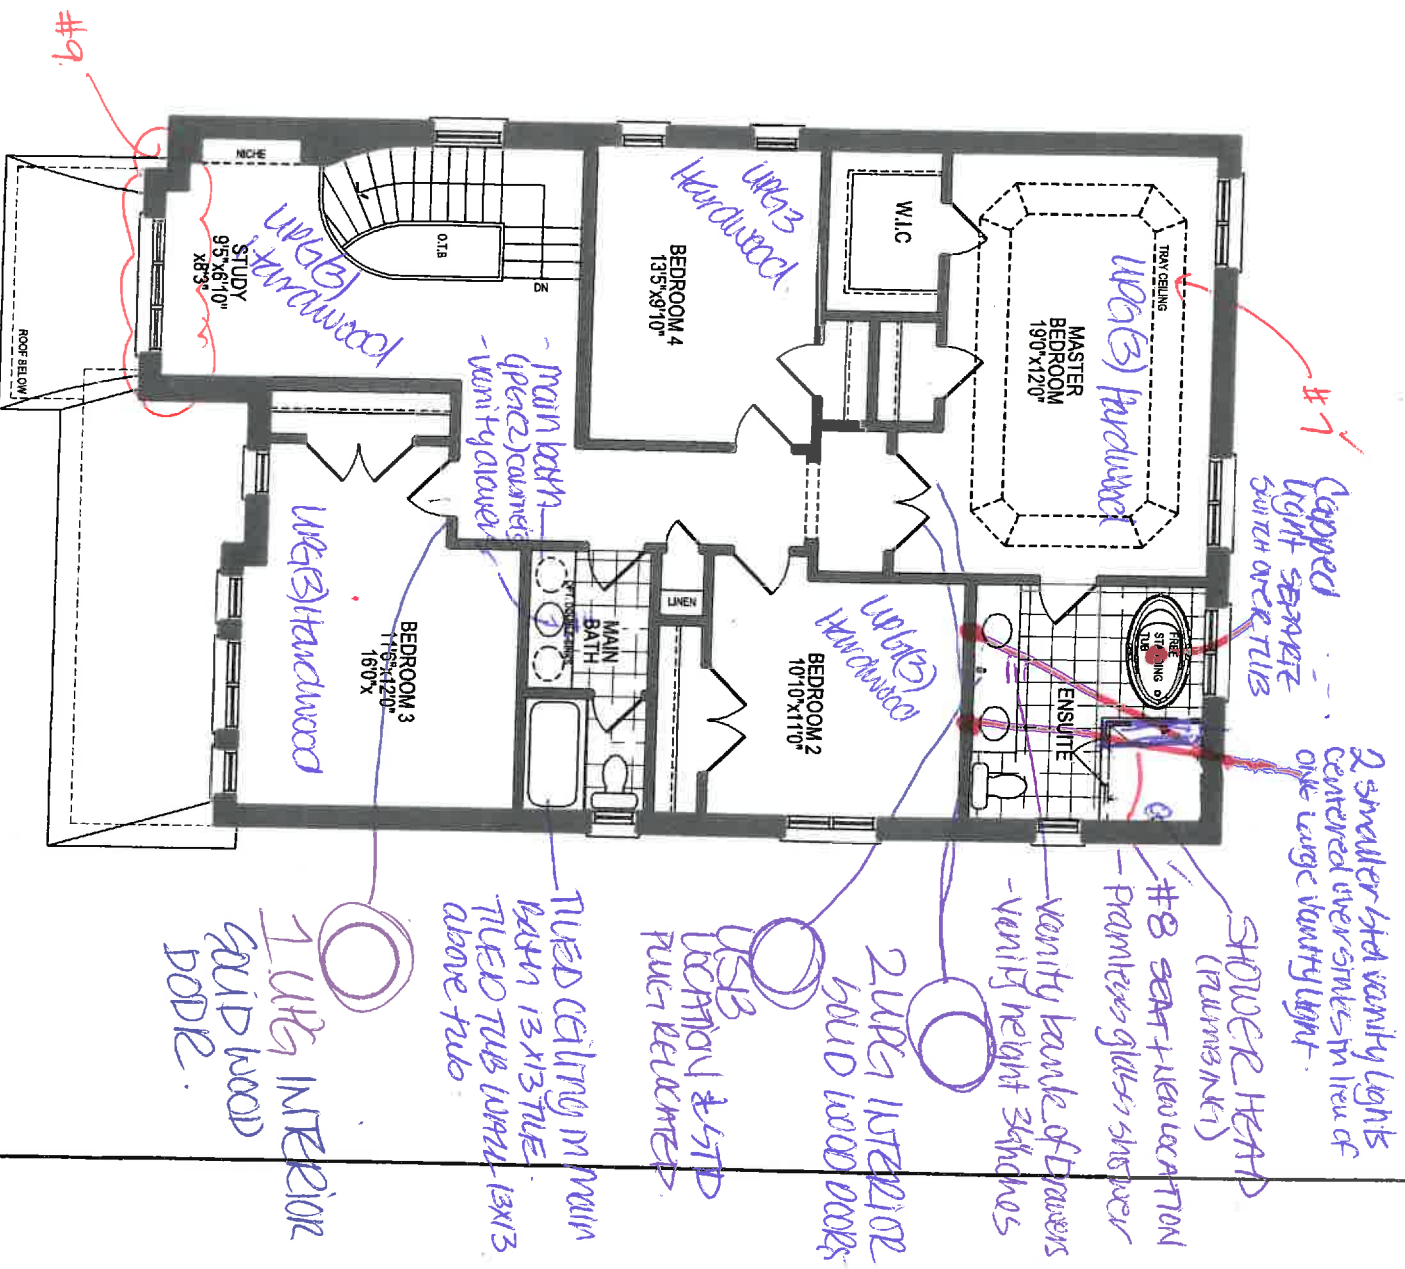 #9
#7
Capped
light SEPARATE
SWITCH OVER TUB
2 smaller std vanity lights
centered over sinks in lieu of
one large vanity light.
SHOWER HEAD
(PLUMBING)
#8 SEAT + NEW LOCATION
- Frameless glass shower
- vanity bank of Drawers
- vanity height 36 inches
2 UPG INTERIOR
SOLID WOOD DOORS
USB
LOCATION & STD
PLUG RELOCATED
TILED CEILING IN MAIN
BATH 13X13 TILE.
TILED TUB WALL 13X13
above tub
1 UPG INTERIOR
SOLID WOOD
DOOR.
TRAY CEILING
MASTER
BEDROOM
19'0"x12'0"
UPG(3) Hardwood
W.I.C
FREE
STANDING
TUB
ENSUITE
UPG3
Hardwood
BEDROOM 4
13'5"x9'10"
UPG(3)
Hardwood
BEDROOM 2
10'10"x11'0"
LINEN
MAIN
BATH
- main bath
UPG(2) cabinets
- vanity drawer
NICHE
O.T.B
DN
UPG(3)
Hardwood
STUDY
9'5"x6'10"
x8'3"
BEDROOM 3
11'6"x12'0"
16'0"x
UPG(3) Hardwood
ROOF BELOW